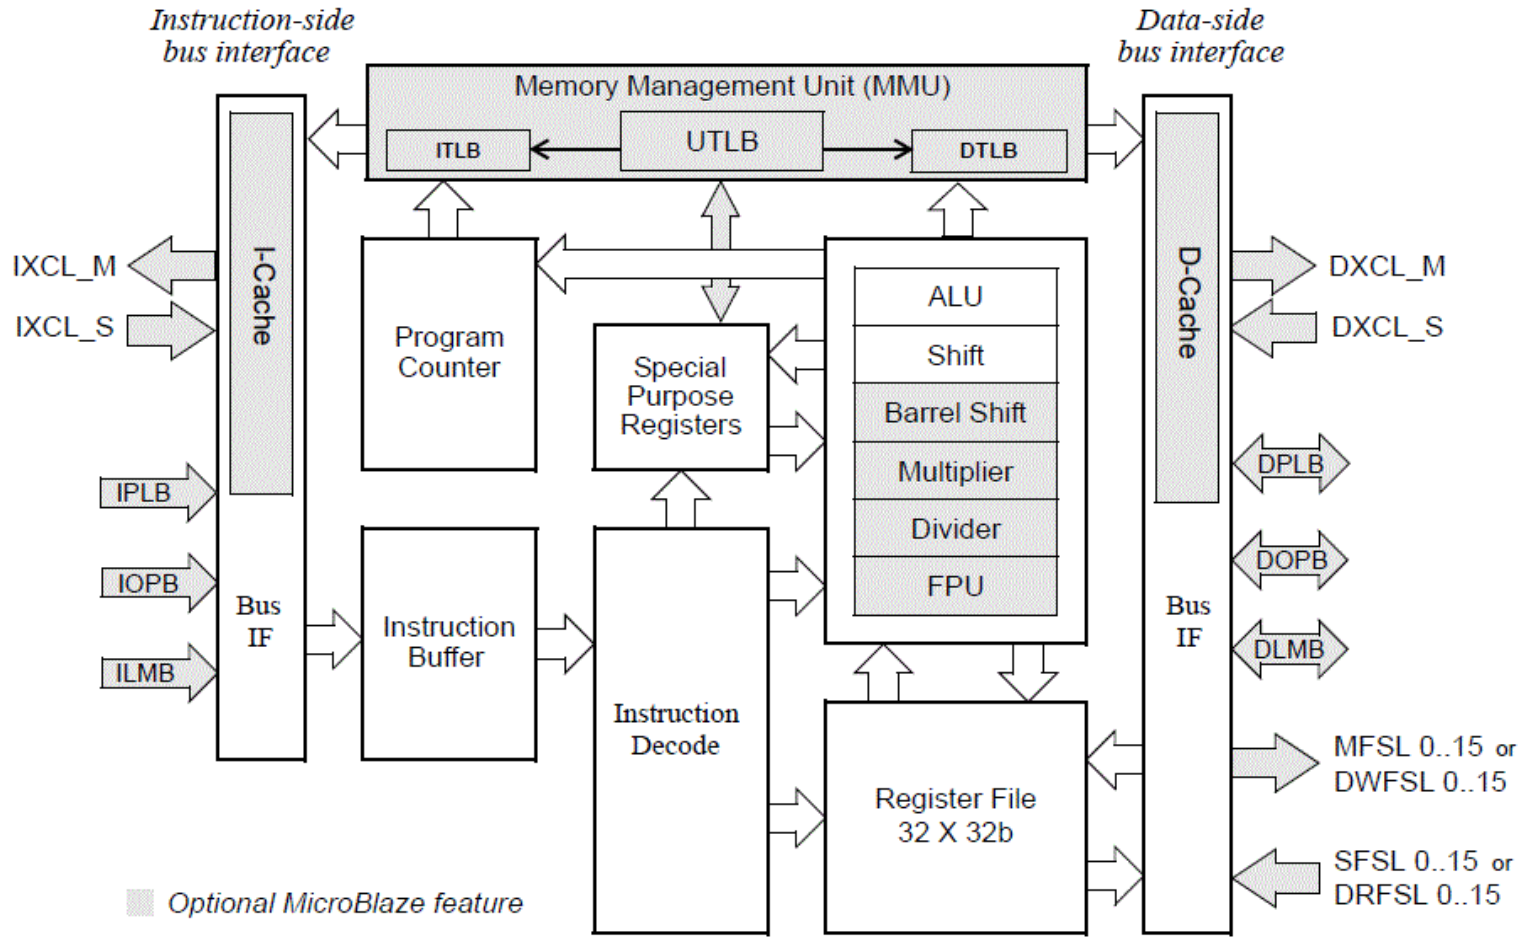 Instruction-side
bus interface
Data-side
bus interface
Memory Management Unit (MMU)
ITLB
UTLB
DTLB
IXCL_M
IXCL_S
I-Cache
Program
Counter
Special
Purpose
Registers
ALU
Shift
Barrel Shift
Multiplier
Divider
FPU
D-Cache
DXCL_M
DXCL_S
IPLB
IOPB
ILMB
Bus
IF
Instruction
Buffer
Instruction
Decode
Register File
32 X 32b
Bus
IF
DPLB
DOPB
DLMB
MFSL 0..15 or
DWFSL 0..15
SFSL 0..15 or
DRFSL 0..15
Optional MicroBlaze feature